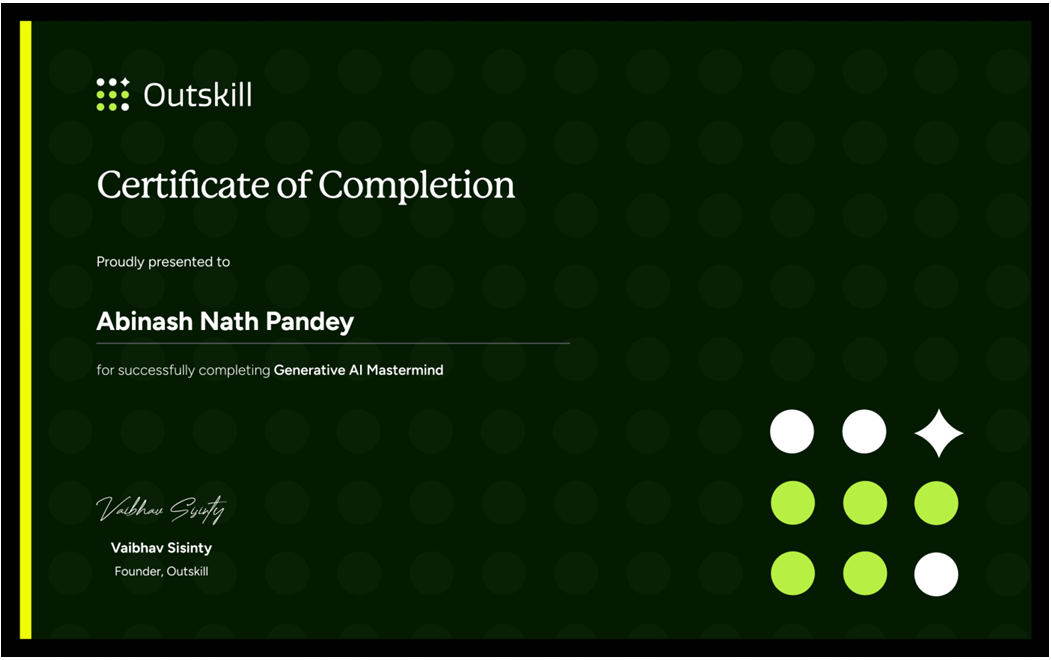 Outskill
Certificate of Completion
Proudly presented to
Abinash Nath Pandey
for successfully completing Generative AI Mastermind
Vaibhav Sisinty
Vaibhav Sisinty
Founder, Outskill